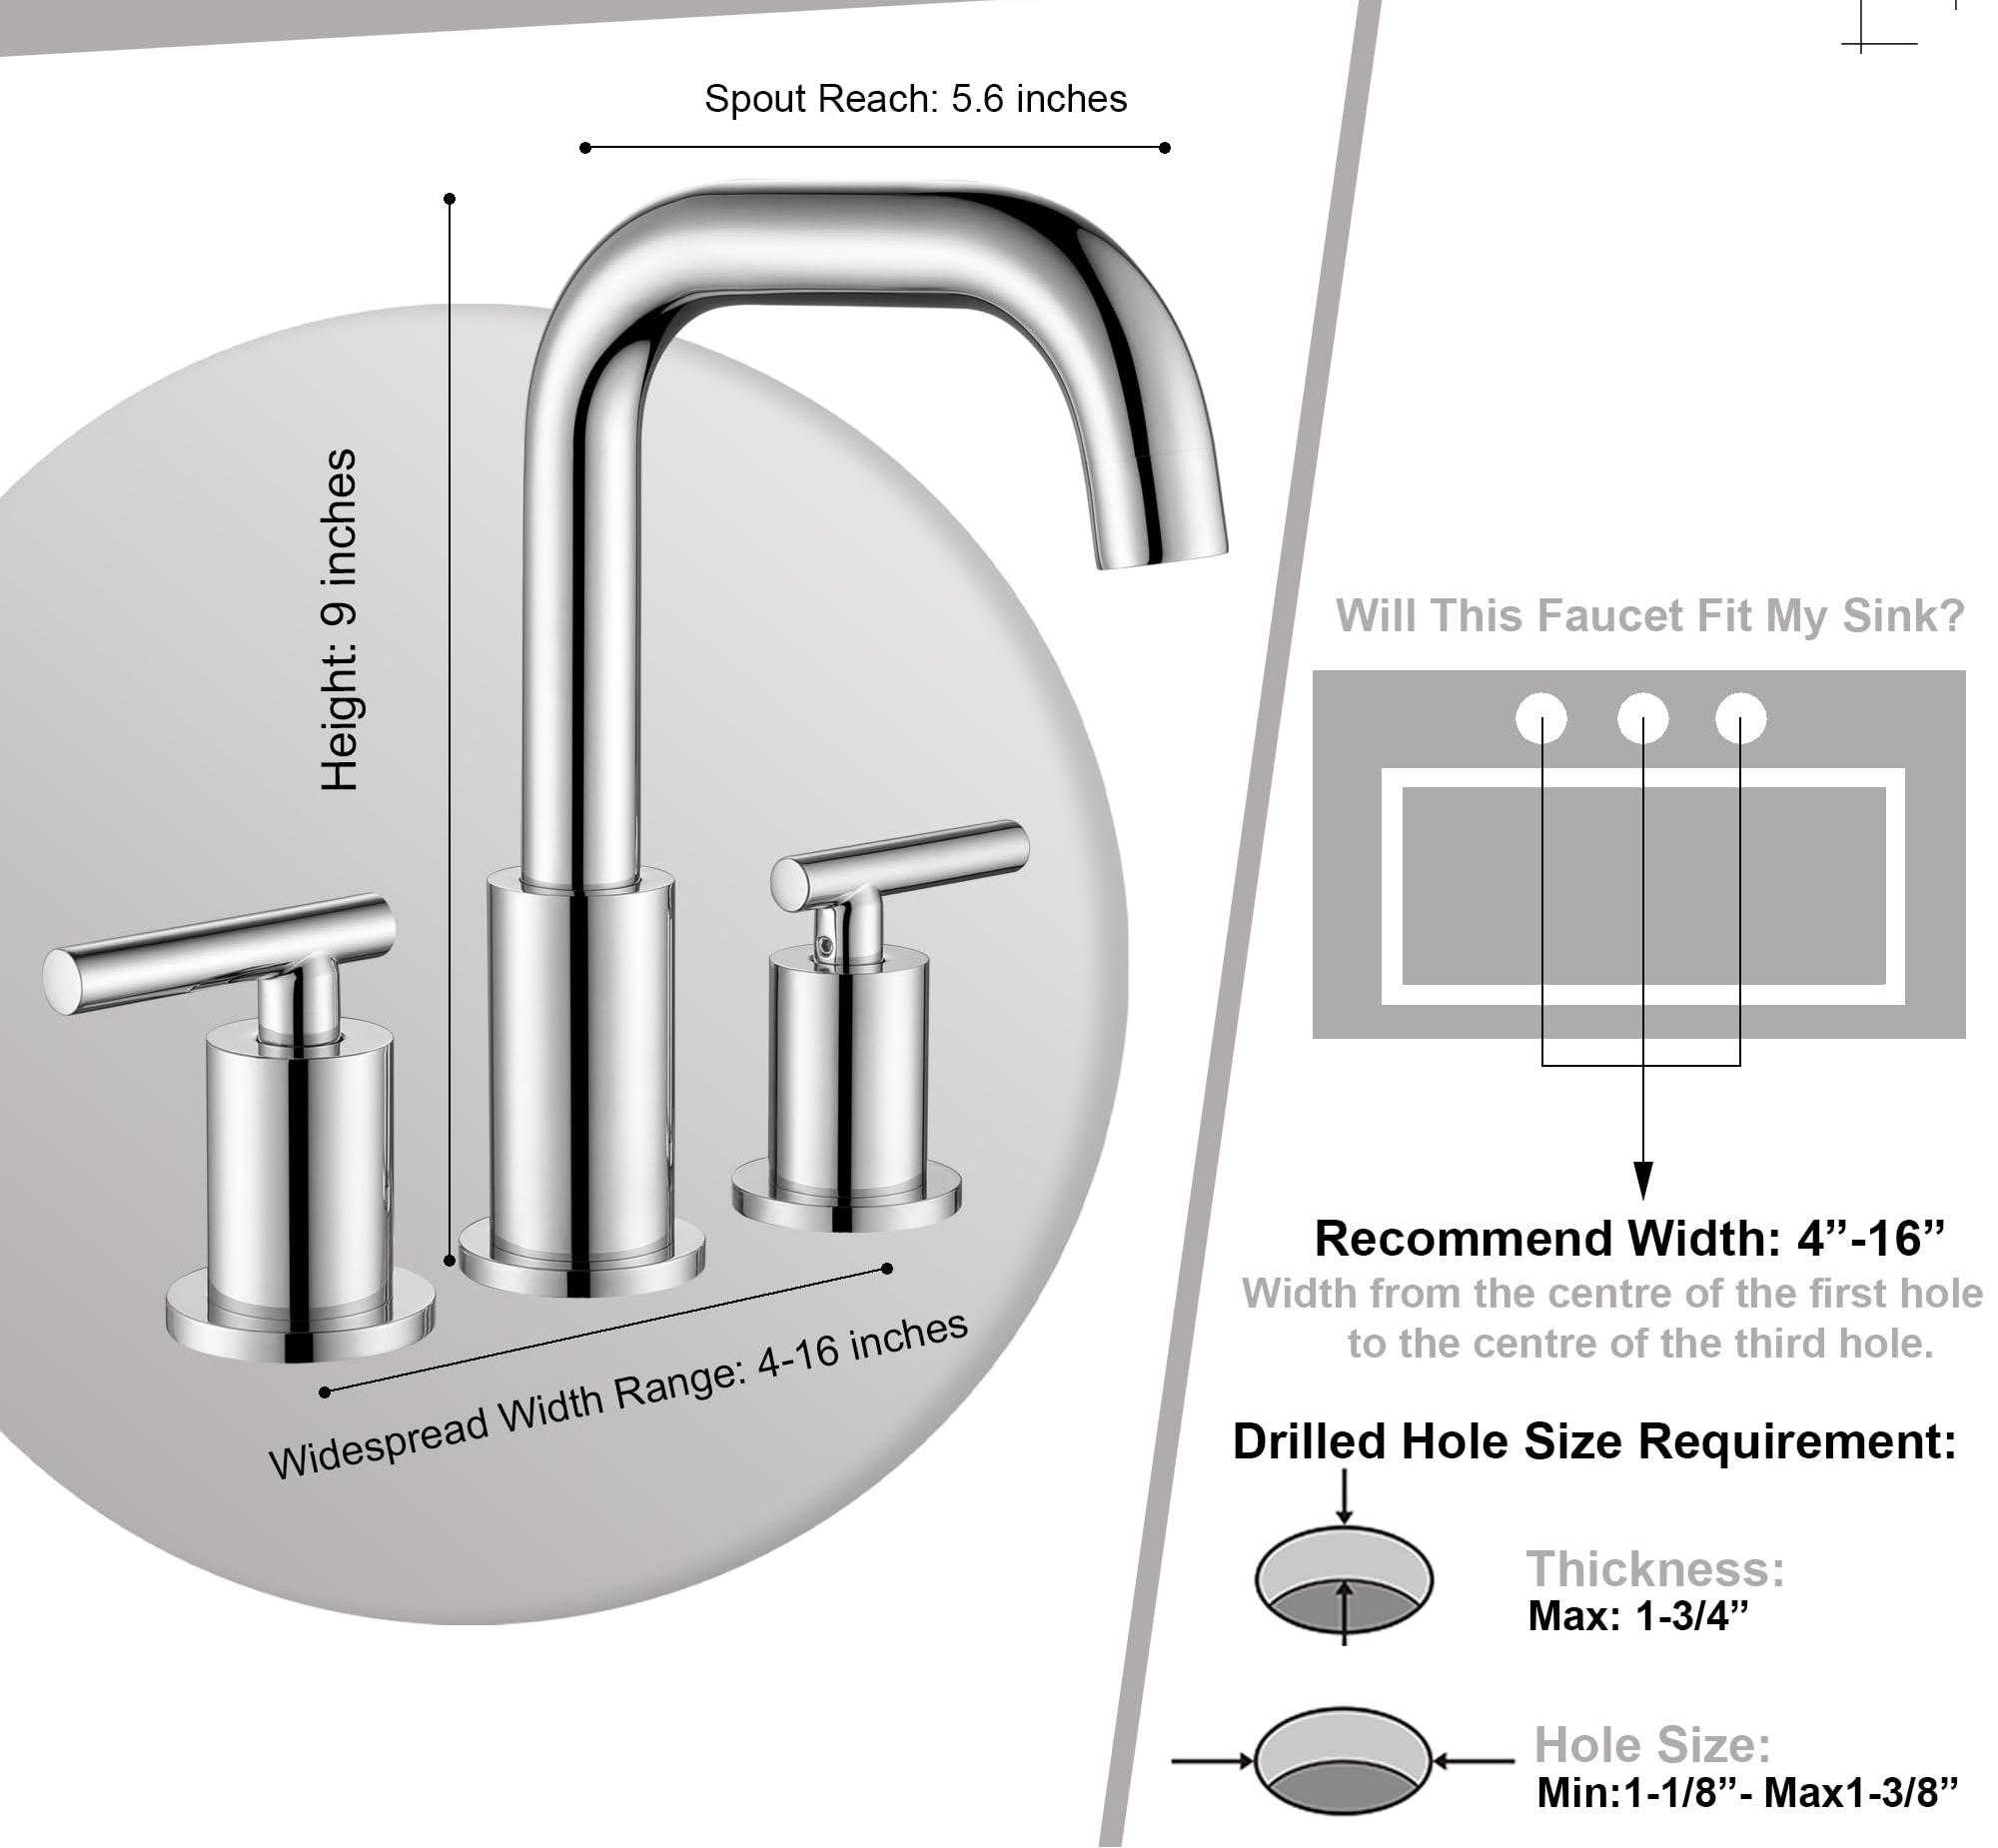 Spout Reach: 5.6 inches
Height: 9 inches
Widespread Width Range: 4-16 inches
Will This Faucet Fit My Sink?
Recommend Width: 4”-16”
Width from the centre of the first hole
to the centre of the third hole.
Drilled Hole Size Requirement:
Thickness:
Max: 1-3/4”
Hole Size:
Min:1-1/8”- Max1-3/8”